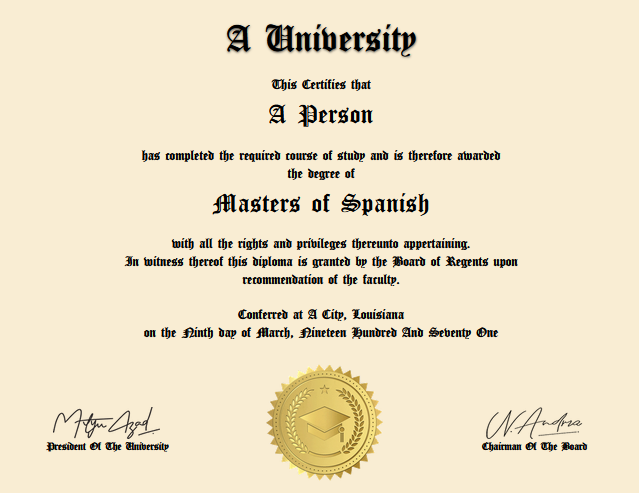 A University
This Certifies that
A Person
has completed the required course of study and is therefore awarded
the degree of
Masters of Spanish
with all the rights and privileges thereunto appertaining.
In witness thereof this diploma is granted by the Board of Regents upon
recommendation of the faculty.
Conferred at A City, Louisiana
on the Ninth day of March, Nineteen Hundred And Seventy One
President Of The University
N. Andrza
Chairman Of The Board